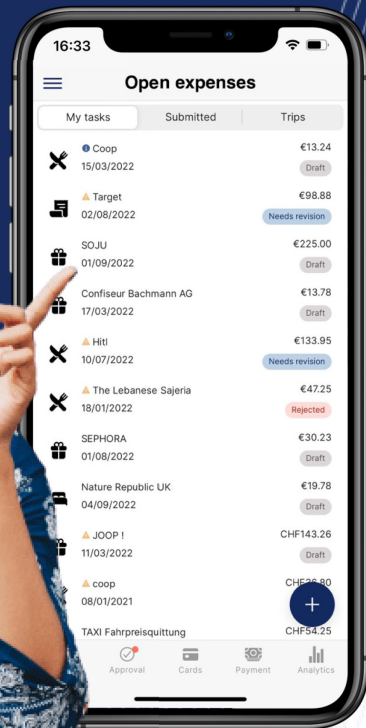 16:33
Open expenses
My tasks Submitted Trips
Coop €13.24
15/03/2022 Draft
Target €98.88
02/08/2022 Needs revision
SOJU €225.00
01/09/2022 Draft
Confiseur Bachmann AG €13.78
17/03/2022 Draft
Hitl €133.95
10/07/2022 Needs revision
The Lebanese Sajeria €47.25
18/01/2022 Rejected
SEPHORA €30.23
01/08/2022 Draft
Nature Republic UK €19.78
04/09/2022 Draft
JOOP ! CHF143.26
11/03/2022 Draft
coop
08/01/2021
TAXI Fahrpreisquittung CHF54.25
Approval Cards Payment Analytics